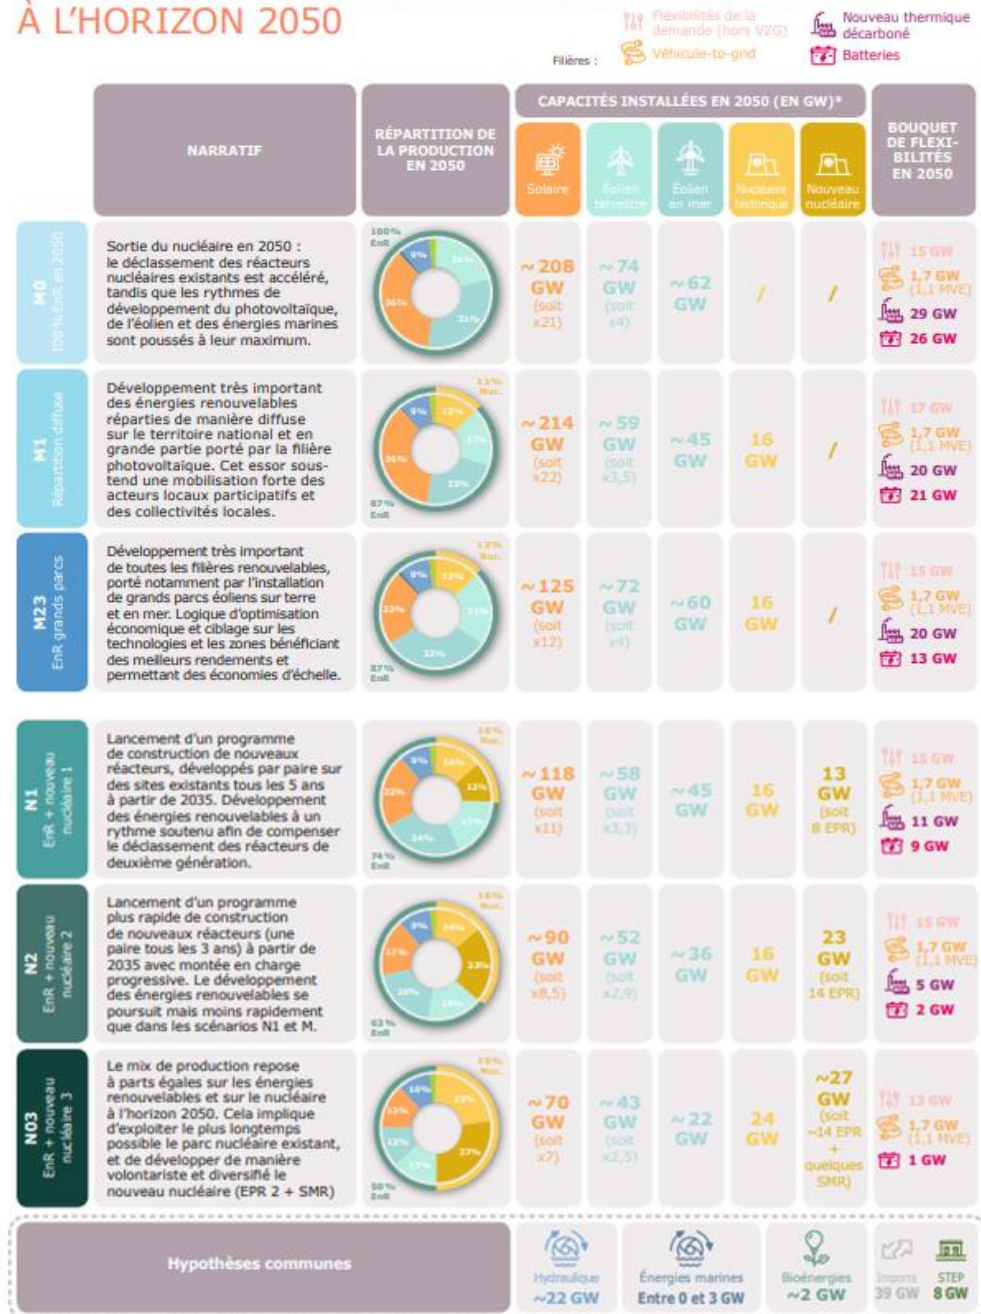 À L'HORIZON 2050
Flexibilités de la
demande (hors V2G)
Nouveau thermique
décarboné
Filières :
Véhicule-to-grid
Batteries
NARRATIF
RÉPARTITION DE
LA PRODUCTION
EN 2050
CAPACITÉS INSTALLÉES EN 2050 (EN GW)*
Solaire
Éolien
terrestre
Éolien
en mer
Nucléaire
historique
Nouveau
nucléaire
BOUQUET
DE FLEXI-
BILITÉS
EN 2050
M0
100 % EnR en 2050
Sortie du nucléaire en 2050 :
le déclassement des réacteurs
nucléaires existants est accéléré,
tandis que les rythmes de
développement du photovoltaïque,
de l'éolien et des énergies marines
sont poussés à leur maximum.
100%
EnR
9%
21%
31%
36%
~ 208
GW
(soit
x21)
~ 74
GW
(soit
x4)
~ 62
GW
/
/
15 GW
1,7 GW
(1,1 MVE)
29 GW
26 GW
M1
Répartition diffuse
Développement très important
des énergies renouvelables
réparties de manière diffuse
sur le territoire national et en
grande partie porté par la filière
photovoltaïque. Cet essor sous-
tend une mobilisation forte des
acteurs locaux participatifs et
des collectivités locales.
13%
Nuc.
9%
13%
17%
36%
87%
EnR
~ 214
GW
(soit
x22)
~ 59
GW
(soit
x3,5)
~ 45
GW
16
GW
/
17 GW
1,7 GW
(1,1 MVE)
20 GW
21 GW
M23
EnR grands parcs
Développement très important
de toutes les filières renouvelables,
porté notamment par l'installation
de grands parcs éoliens sur terre
et en mer. Logique d'optimisation
économique et ciblage sur les
technologies et les zones bénéficiant
des meilleurs rendements et
permettant des économies d'échelle.
13%
Nuc.
9%
13%
22%
32%
87%
EnR
~ 125
GW
(soit
x12)
~ 72
GW
(soit
x4)
~ 60
GW
16
GW
/
15 GW
1,7 GW
(1,1 MVE)
20 GW
13 GW
N1
EnR + nouveau
nucléaire 1
Lancement d'un programme
de construction de nouveaux
réacteurs, développés par paire sur
des sites existants tous les 5 ans
à partir de 2035. Développement
des énergies renouvelables à un
rythme soutenu afin de compenser
le déclassement des réacteurs de
deuxième génération.
Nuc.
9%
13%
22%
24%
74%
EnR
~ 118
GW
(soit
x11)
~ 58
GW
(soit
x3,3)
~ 45
GW
16
GW
13
GW
(soit
8 EPR)
15 GW
1,7 GW
(1,1 MVE)
11 GW
9 GW
N2
EnR + nouveau
nucléaire 2
Lancement d'un programme
plus rapide de construction
de nouveaux réacteurs (une
paire tous les 3 ans) à partir de
2035 avec montée en charge
progressive. Le développement
des énergies renouvelables se
poursuit mais moins rapidement
que dans les scénarios N1 et M.
Nuc.
9%
17%
20%
63%
EnR
~ 90
GW
(soit
x8,5)
~ 52
GW
(soit
x2,9)
~ 36
GW
16
GW
23
GW
(soit
14 EPR)
15 GW
1,7 GW
(1,1 MVE)
5 GW
2 GW
N03
EnR + nouveau
nucléaire 3
Le mix de production repose
à parts égales sur les énergies
renouvelables et sur le nucléaire
à l'horizon 2050. Cela implique
d'exploiter le plus longtemps
possible le parc nucléaire existant,
et de développer de manière
volontariste et diversifié le
nouveau nucléaire (EPR 2 + SMR)
Nuc.
10%
13%
27%
12%
13%
50%
EnR
~ 70
GW
(soit
x7)
~ 43
GW
(soit
x2,5)
~ 22
GW
24
GW
~27
GW
(soit
~14 EPR
+
quelques
SMR)
13 GW
1,7 GW
(1,1 MVE)
1 GW
Hypothèses communes
Hydraulique
~22 GW
Énergies marines
Entre 0 et 3 GW
Bioénergies
~2 GW
Imports
39 GW
STEP
8 GW